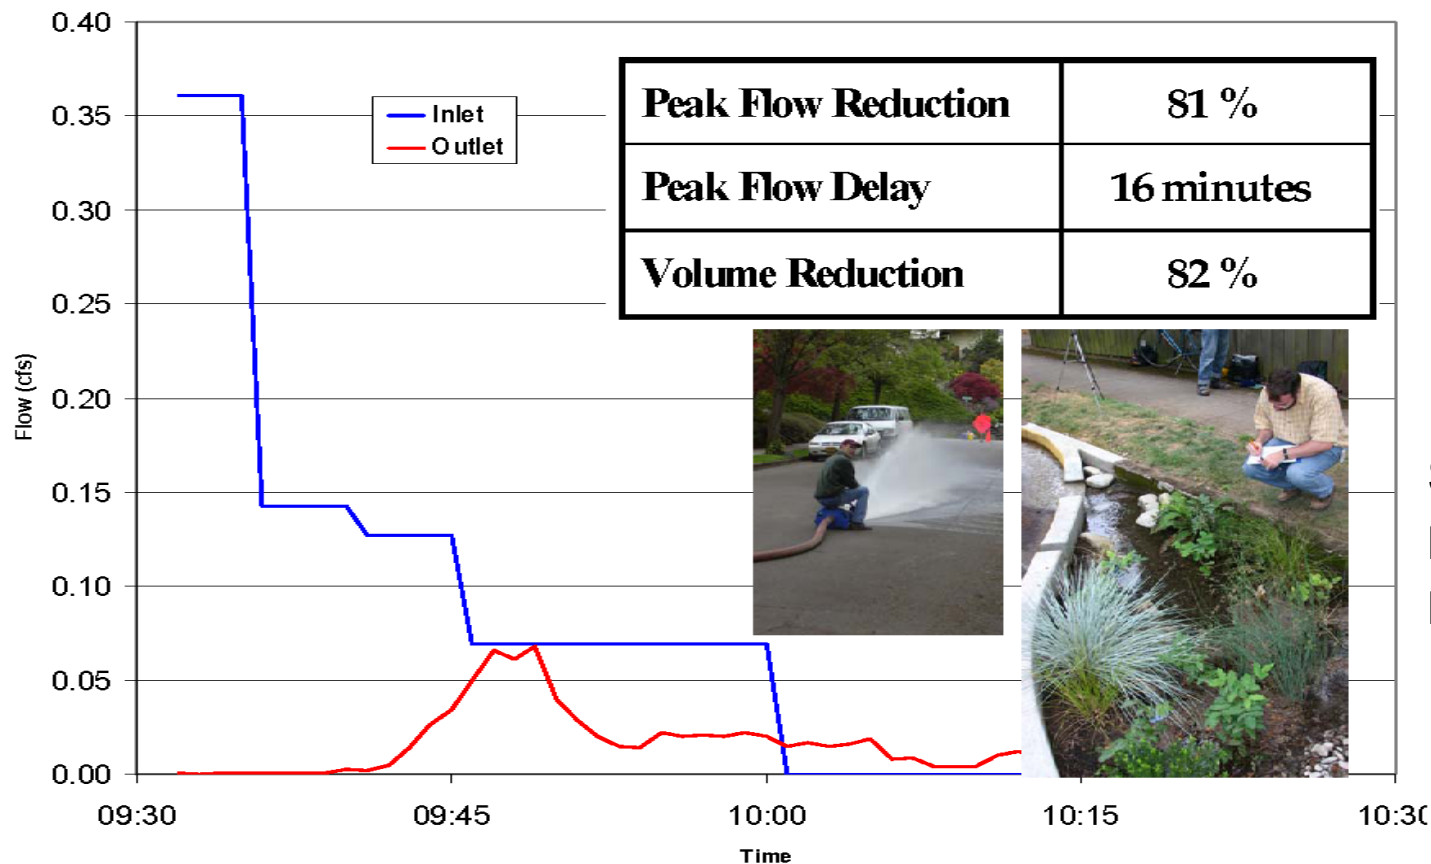 0.40
0.35
0.30
0.25
0.20
0.15
0.10
0.05
0.00
Flow (cfs)
Inlet
Outlet
Peak Flow Reduction 81 %
Peak Flow Delay 16 minutes
Volume Reduction 82 %
09:30 09:45 10:00 10:15
Time